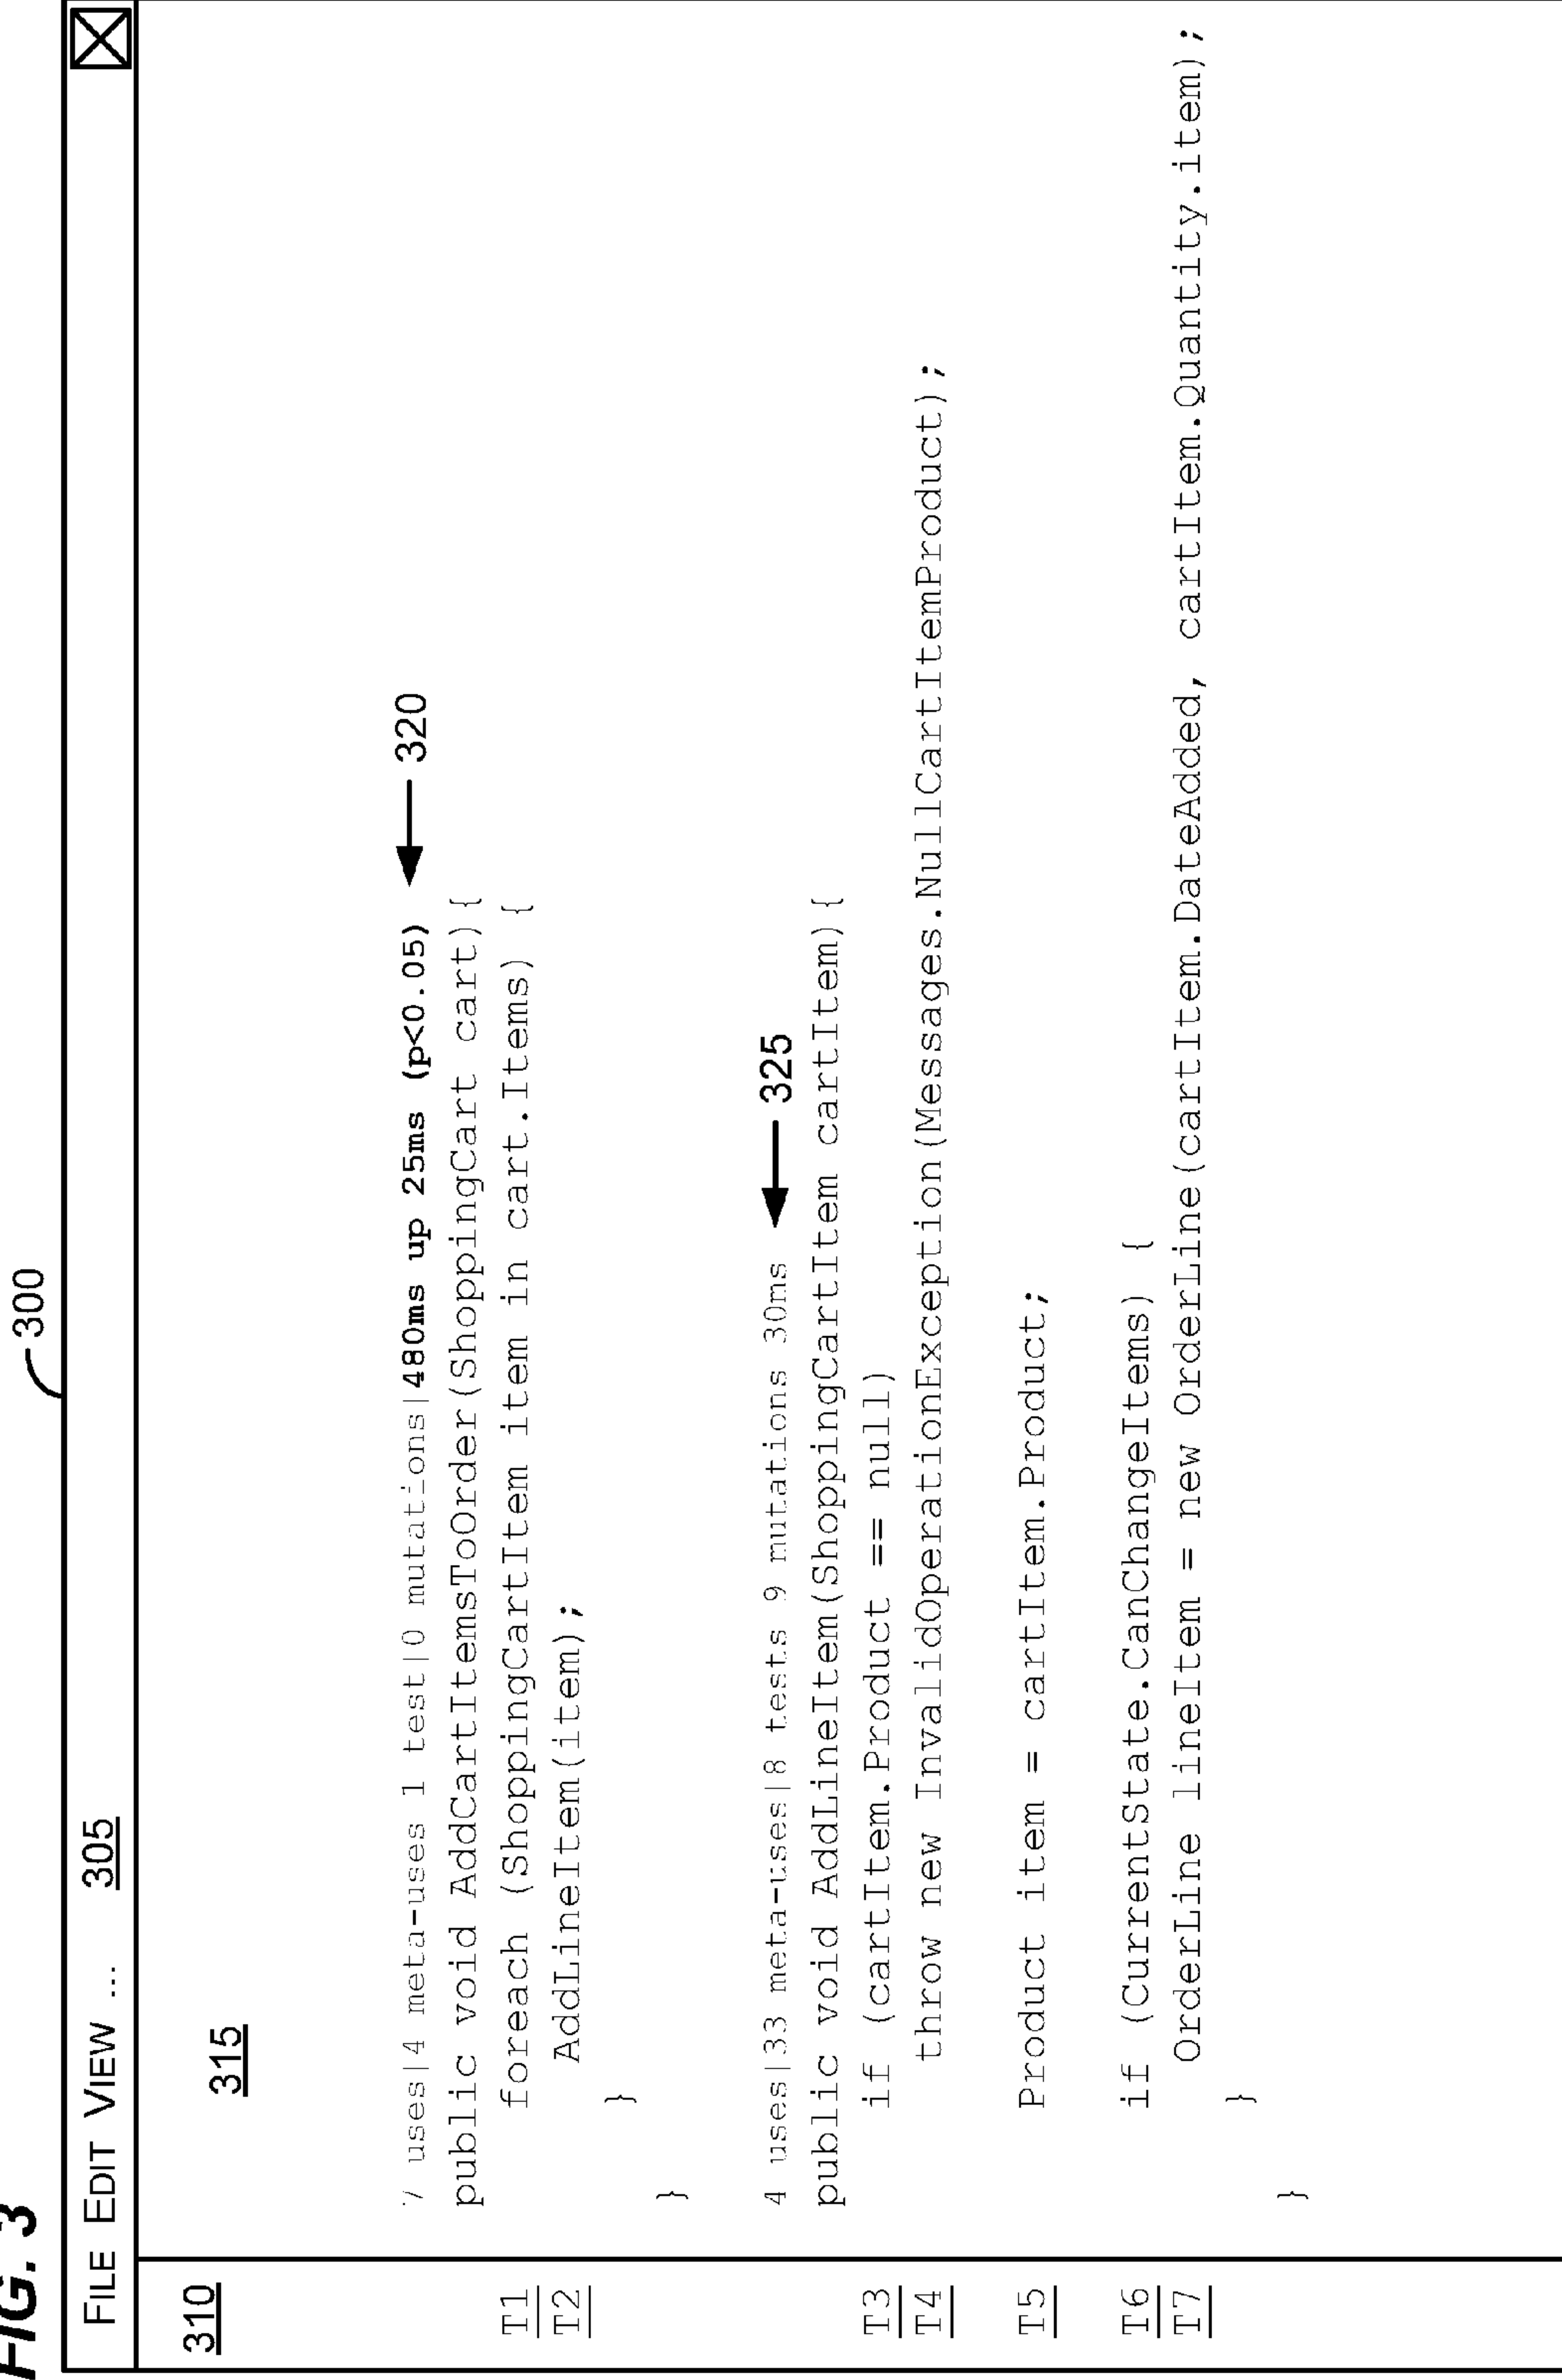 FIG. 3
300
FILE EDIT VIEW ... 305
310
315
7 uses|4 meta-uses 1 test|0 mutations|480ms up 25ms (p<0.05) 320
public void AddCartItemsToOrder(ShoppingCart cart){
T1 foreach (ShoppingCartItem item in cart.Items) {
T2 AddLineItem(item);
}
}
4 uses|33 meta-uses|8 tests 9 mutations 30ms 325
public void AddLineItem(ShoppingCartItem cartItem){
T3 if (cartItem.Product == null)
T4 throw new InvalidOperationException(Messages.NullCartItemProduct);
T5 Product item = cartItem.Product;
T6 if (CurrentState.CanChangeItems) {
T7 OrderLine lineItem = new OrderLine(cartItem.DateAdded, cartItem.Quantity.item);
}
}